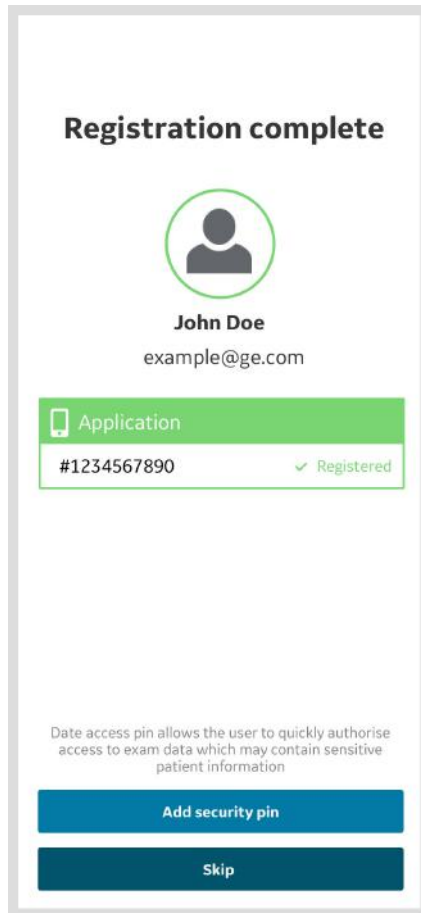 Registration complete
John Doe
example@ge.com
Application
#1234567890 Registered
Date access pin allows the user to quickly authorise
access to exam data which may contain sensitive
patient information
Add security pin
Skip